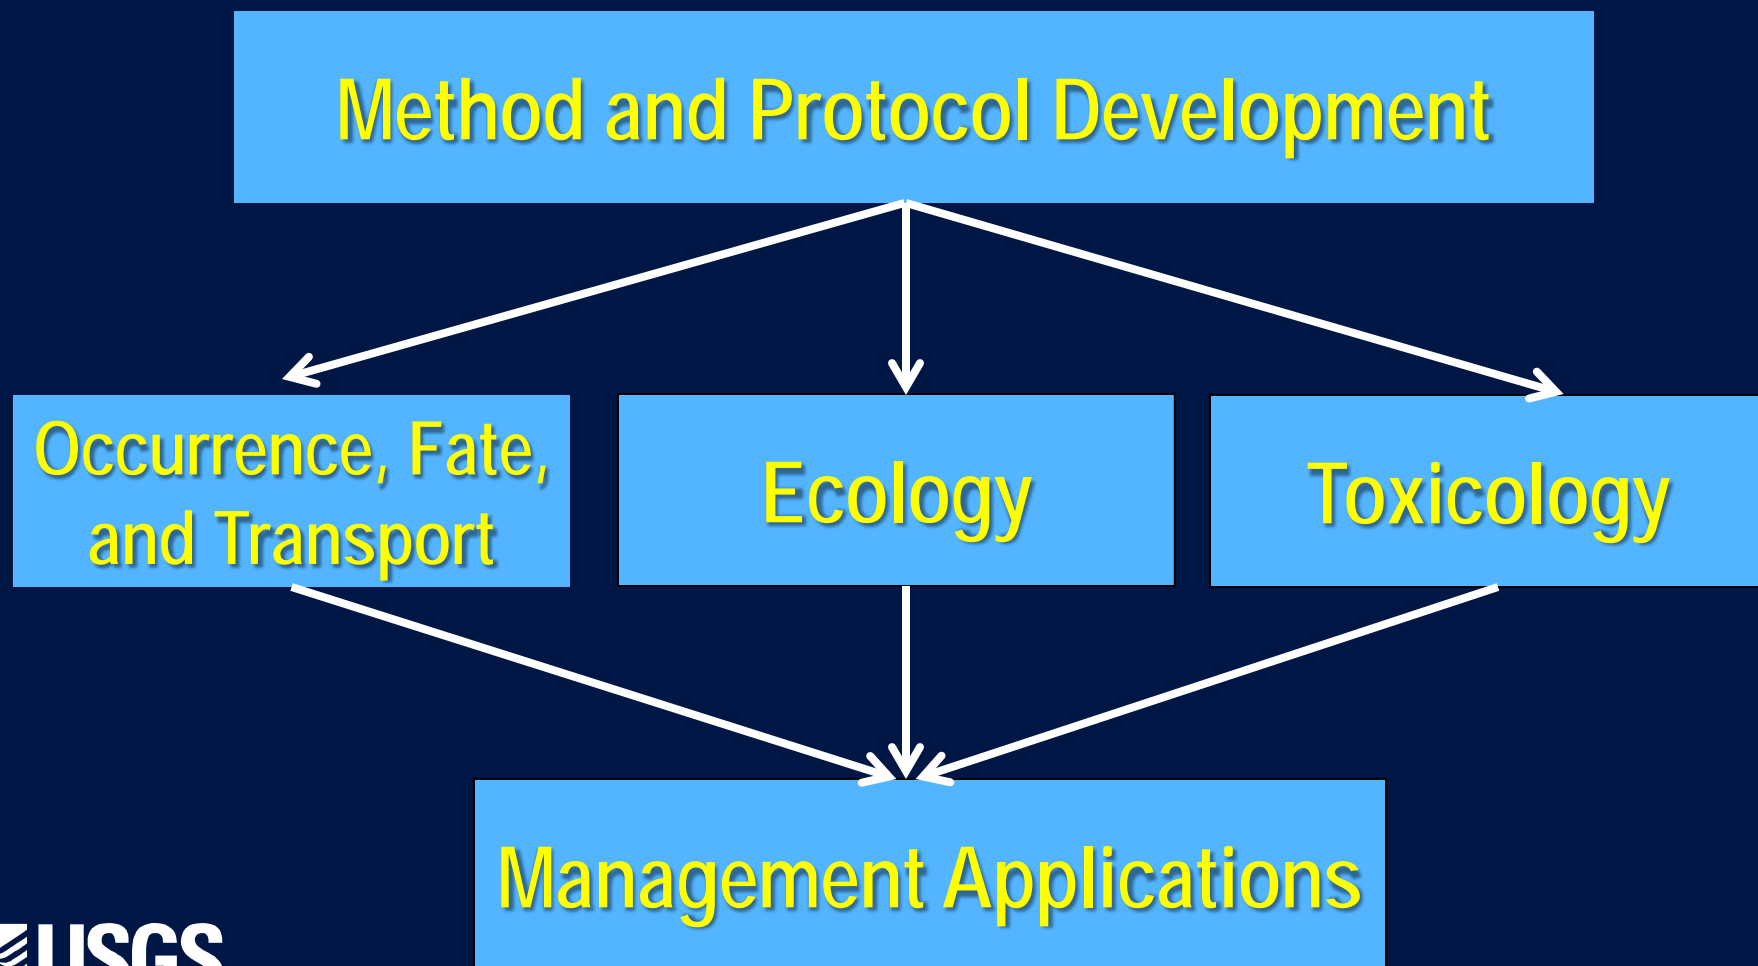 Method and Protocol Development
Occurrence, Fate,
and Transport
Ecology
Toxicology
Management Applications
USGS